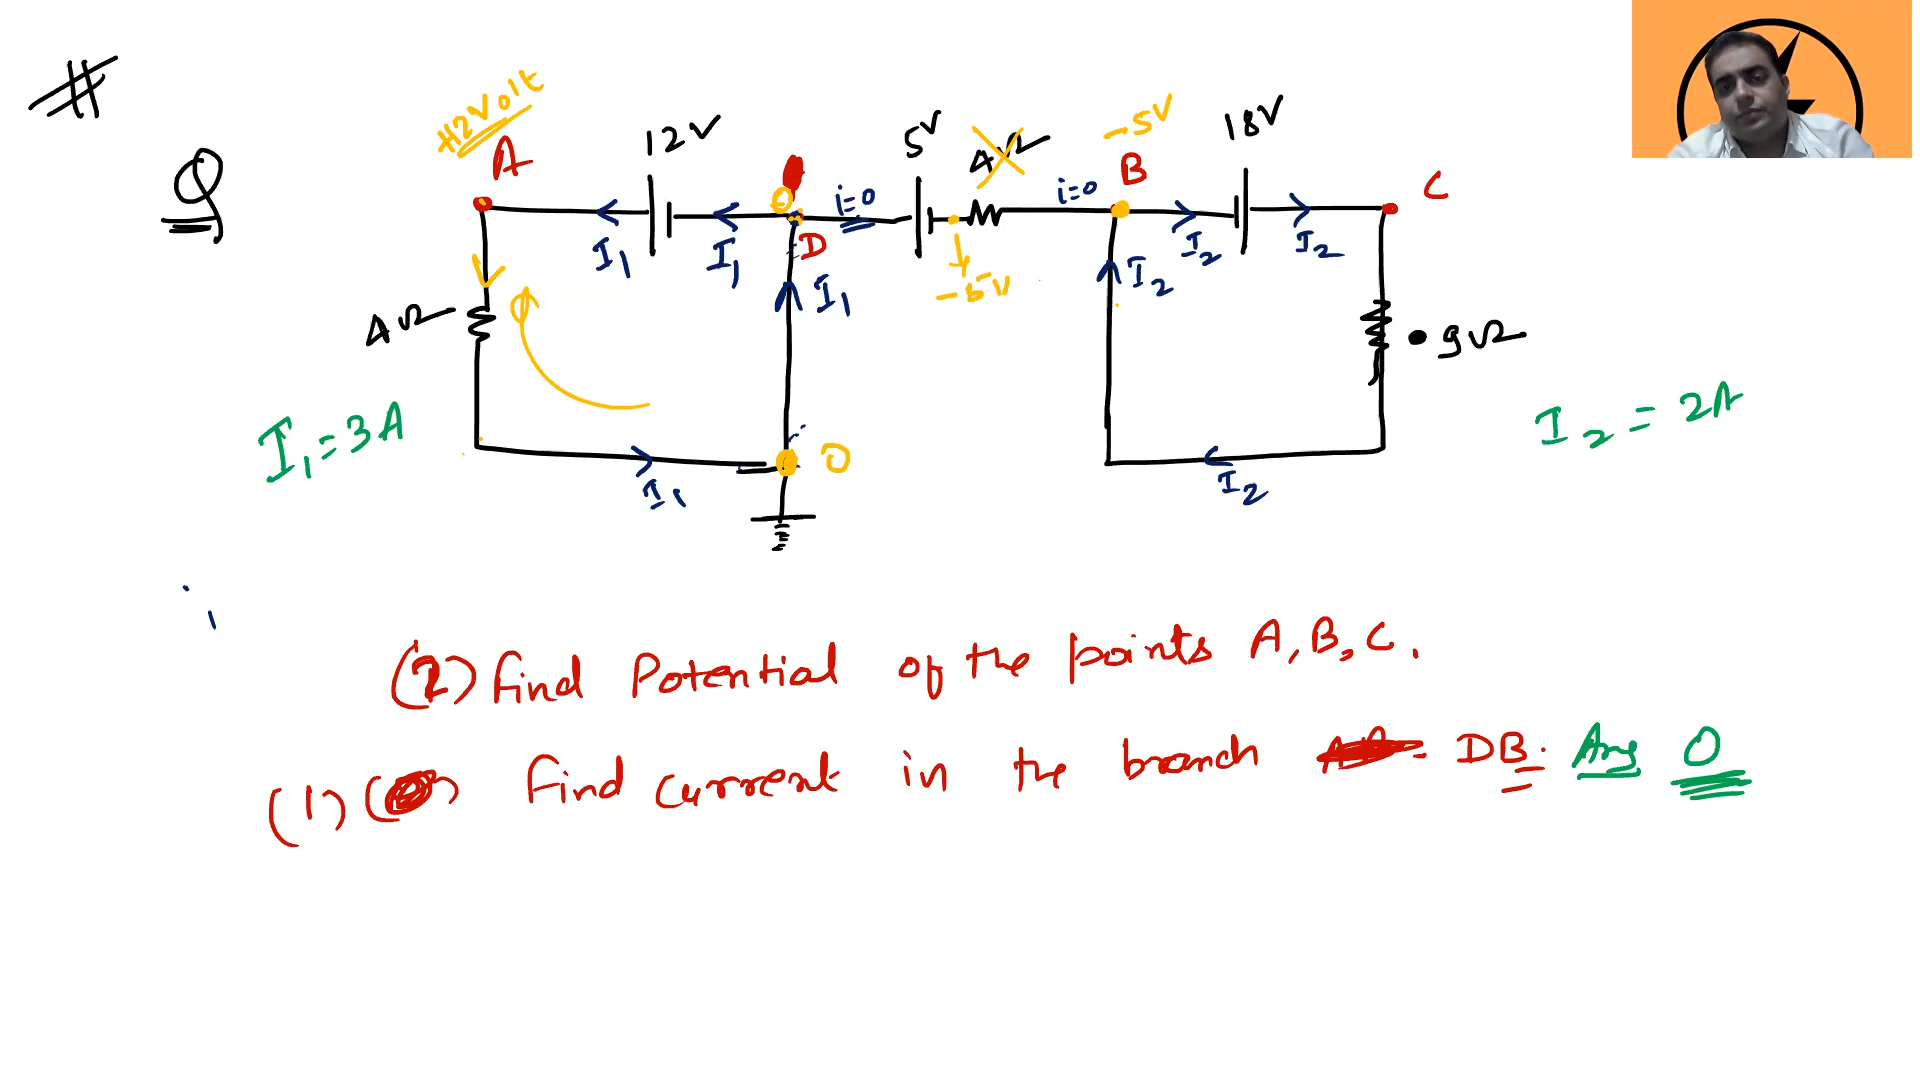 #
Q
+12Volt
A
12V
0
D
i=0
5V
4Ω
-5V
i=0
-5V
B
18V
C
I1
I1
I1
I2
I2
I2
4Ω
9Ω
I1=3A
I2 = 2A
I1
0
I2
(2) find Potential of the points A, B, C.
(1) find current in the branch DB. Ans 0